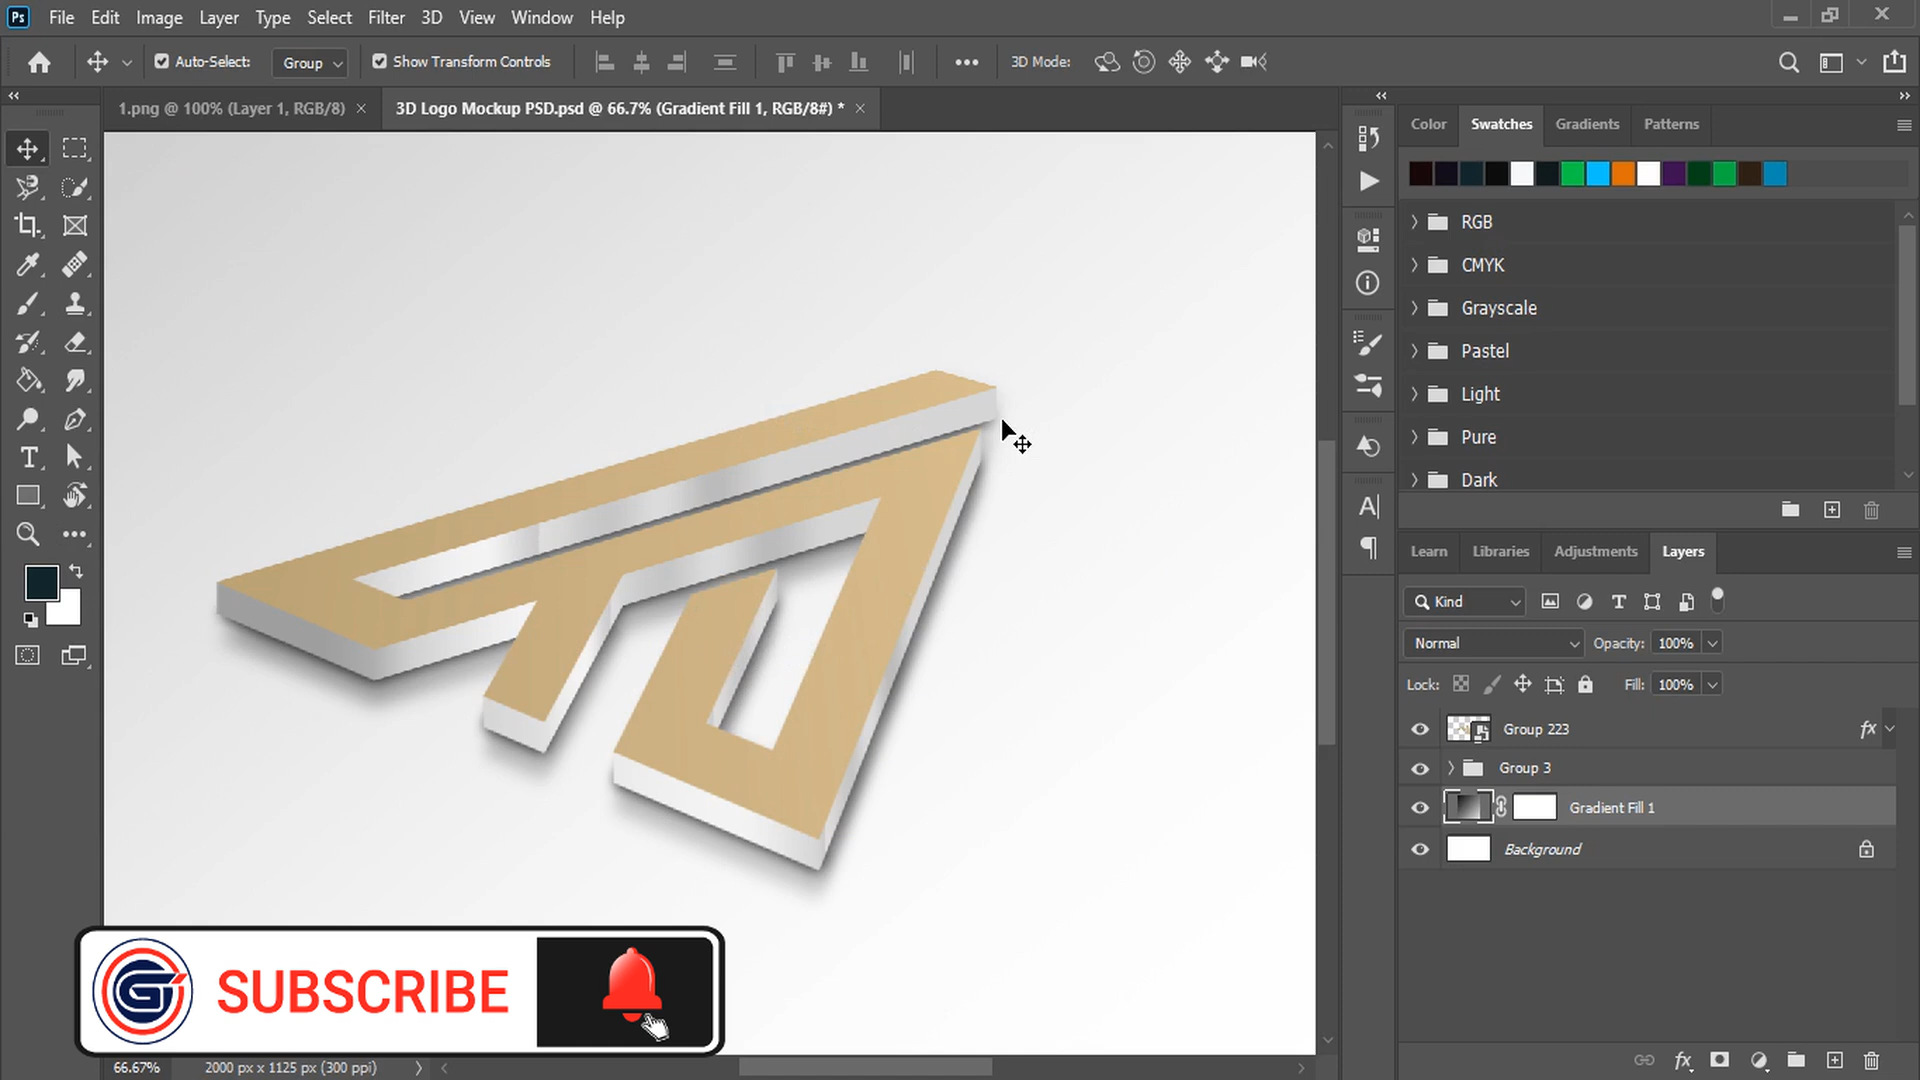 Ps File Edit Image Layer Type Select Filter 3D View Window Help
Auto-Select: Group Show Transform Controls 3D Mode:
1.png @ 100% (Layer 1, RGB/8) 3D Logo Mockup PSD.psd @ 66.7% (Gradient Fill 1, RGB/8#) *
Color Swatches Gradients Patterns
RGB
CMYK
Grayscale
Pastel
Light
Pure
Dark
Learn Libraries Adjustments Layers
Kind
Normal Opacity: 100%
Lock: Fill: 100%
Group 223 fx
Group 3
Gradient Fill 1
Background
SUBSCRIBE
66.67% 2000 px x 1125 px (300 ppi)
fx